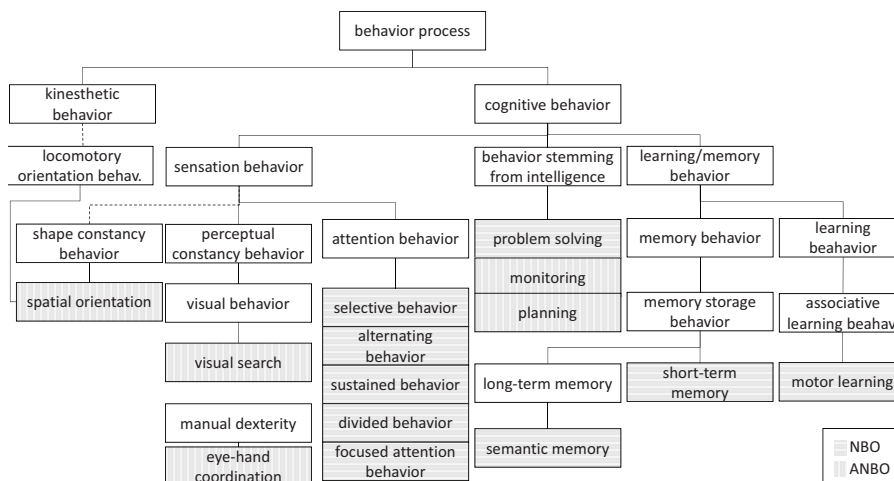 behavior process
kinesthetic
behavior
cognitive behavior
locomotory
orientation behav.
sensation behavior
behavior stemming
from intelligence
learning/memory
behavior
shape constancy
behavior
perceptual
constancy behavior
attention behavior
problem solving
memory behavior
learning
beahavior
monitoring
spatial orientation
visual behavior
selective behavior
planning
memory storage
behavior
associative
learning beahav
alternating
behavior
visual search
sustained behavior
long-term memory
short-term
memory
motor learning
manual dexterity
divided behavior
eye-hand
coordination
focused attention
behavior
semantic memory
NBO
ANBO